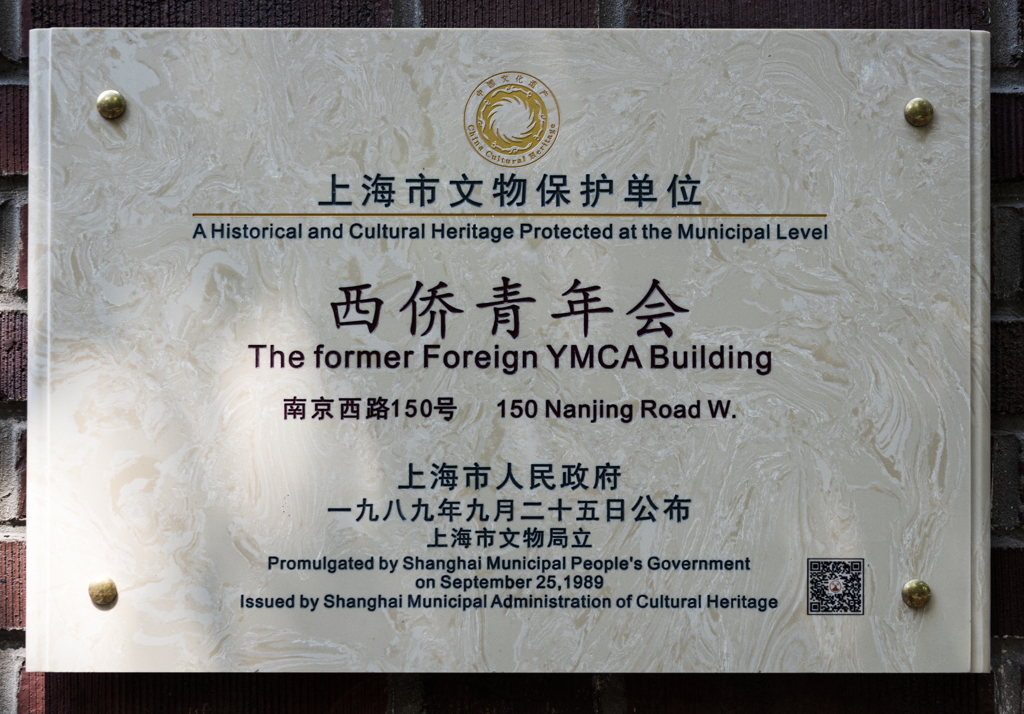 中国文化遗产
China Cultural Heritage
上海市文物保护单位
A Historical and Cultural Heritage Protected at the Municipal Level
西侨青年会
The former Foreign YMCA Building
南京西路150号 150 Nanjing Road W.
上海市人民政府
一九八九年九月二十五日公布
上海市文物局立
Promulgated by Shanghai Municipal People's Government
on September 25,1989
Issued by Shanghai Municipal Administration of Cultural Heritage